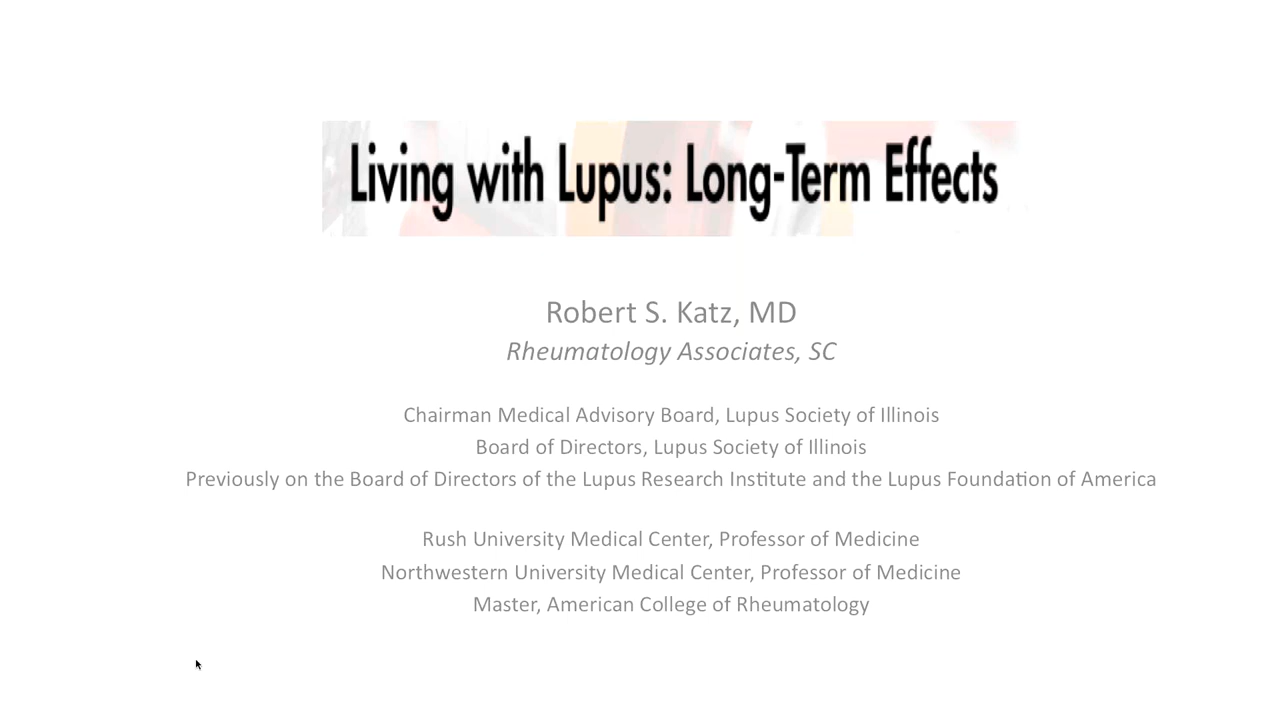 Living with Lupus: Long-Term Effects
Robert S. Katz, MD
Rheumatology Associates, SC
Chairman Medical Advisory Board, Lupus Society of Illinois
Board of Directors, Lupus Society of Illinois
Previously on the Board of Directors of the Lupus Research Institute and the Lupus Foundation of America
Rush University Medical Center, Professor of Medicine
Northwestern University Medical Center, Professor of Medicine
Master, American College of Rheumatology